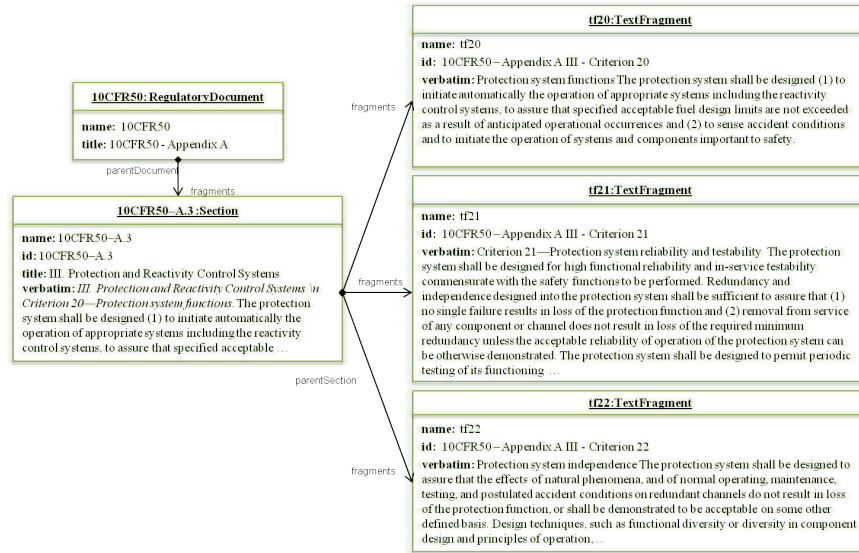 10CFR50:RegulatoryDocument
name: 10CFR50
title: 10CFR50 - Appendix A
parentDocument
fragments
10CFR50–A.3 :Section
name: 10CFR50–A.3
id: 10CFR50–A.3
title: III. Protection and Reactivity Control Systems
verbatim: III. Protection and Reactivity Control Systems \n
Criterion 20—Protection system functions. The protection
system shall be designed (1) to initiate automatically the
operation of appropriate systems including the reactivity
control systems, to assure that specified acceptable …
parentSection
fragments
tf20:TextFragment
name: tf20
id: 10CFR50 – Appendix A III - Criterion 20
verbatim: Protection system functions The protection system shall be designed (1) to
initiate automatically the operation of appropriate systems including the reactivity
control systems, to assure that specified acceptable fuel design limits are not exceeded
as a result of anticipated operational occurrences and (2) to sense accident conditions
and to initiate the operation of systems and components important to safety.
fragments
tf21:TextFragment
name: tf21
id: 10CFR50 – Appendix A III - Criterion 21
verbatim: Criterion 21—Protection system reliability and testability The protection
system shall be designed for high functional reliability and in-service testability
commensurate with the safety functions to be performed. Redundancy and
independence designed into the protection system shall be sufficient to assure that (1)
no single failure results in loss of the protection function and (2) removal from service
of any component or channel does not result in loss of the required minimum
redundancy unless the acceptable reliability of operation of the protection system can
be otherwise demonstrated. The protection system shall be designed to permit periodic
testing of its functioning …
fragments
tf22:TextFragment
name: tf22
id: 10CFR50 – Appendix A III - Criterion 22
verbatim: Protection system independence The protection system shall be designed to
assure that the effects of natural phenomena, and of normal operating, maintenance,
testing, and postulated accident conditions on redundant channels do not result in loss
of the protection function, or shall be demonstrated to be acceptable on some other
defined basis. Design techniques, such as functional diversity or diversity in component
design and principles of operation, ...